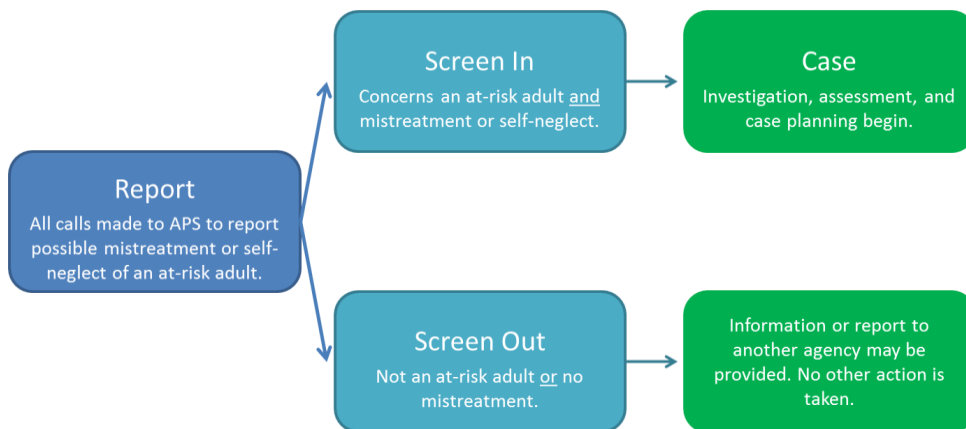 Report
All calls made to APS to report
possible mistreatment or self-
neglect of an at-risk adult.
Screen In
Concerns an at-risk adult and
mistreatment or self-neglect.
Case
Investigation, assessment, and
case planning begin.
Screen Out
Not an at-risk adult or no
mistreatment.
Information or report to
another agency may be
provided. No other action is
taken.